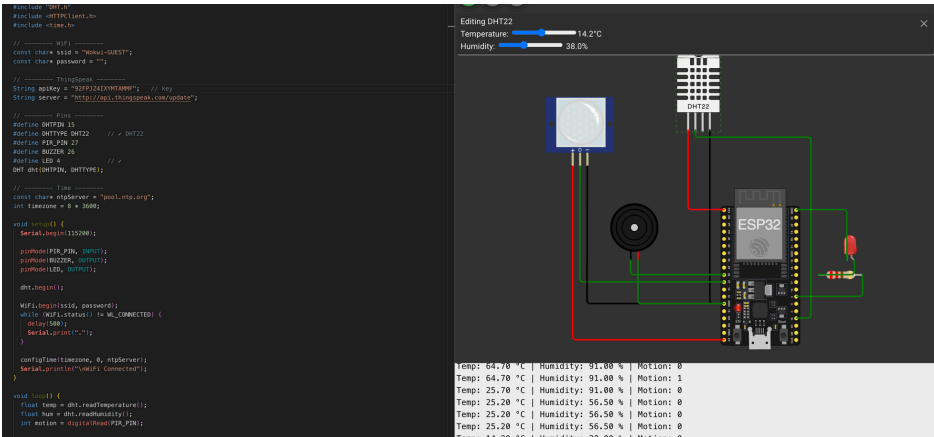 #include "DHT.h"
#include <HTTPClient.h>
#include <time.h>
// -------- WiFi --------
const char* ssid = "Wokwi-GUEST";
const char* password = "";
// -------- ThingSpeak --------
String apiKey = "92FPJZ4IXYMTAMMF";   // key
String server = "http://api.thingspeak.com/update";
// -------- Pins --------
#define DHTPIN 15
#define DHTTYPE DHT22     // ✓ DHT22
#define PIR_PIN 27
#define BUZZER 26
#define LED 4             // ✓
DHT dht(DHTPIN, DHTTYPE);
// -------- Time --------
const char* ntpServer = "pool.ntp.org";
int timezone = 8 * 3600;
void setup() {
  Serial.begin(115200);
  pinMode(PIR_PIN, INPUT);
  pinMode(BUZZER, OUTPUT);
  pinMode(LED, OUTPUT);
  dht.begin();
  WiFi.begin(ssid, password);
  while (WiFi.status() != WL_CONNECTED) {
    delay(500);
    Serial.print(".");
  }
  configTime(timezone, 0, ntpServer);
  Serial.println("\nWiFi Connected");
}
void loop() {
  float temp = dht.readTemperature();
  float hum = dht.readHumidity();
  int motion = digitalRead(PIR_PIN);
Editing DHT22
Temperature: 14.2°C
Humidity: 38.0%
DHT22
ESP32
Temp: 64.70 °C | Humidity: 91.00 % | Motion: 0
Temp: 64.70 °C | Humidity: 91.00 % | Motion: 1
Temp: 25.70 °C | Humidity: 91.00 % | Motion: 0
Temp: 25.20 °C | Humidity: 56.50 % | Motion: 0
Temp: 25.20 °C | Humidity: 56.50 % | Motion: 0
Temp: 25.20 °C | Humidity: 56.50 % | Motion: 0